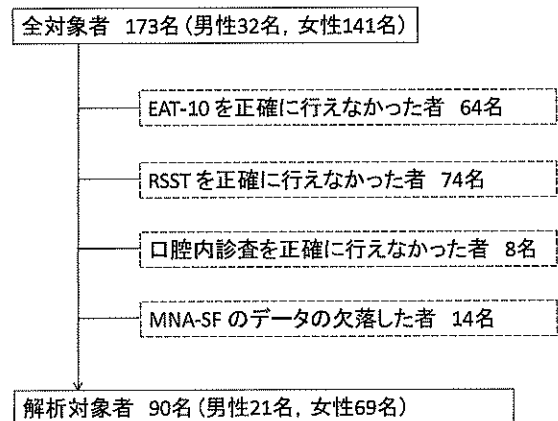 全対象者 173名(男性32名, 女性141名)
EAT-10を正確に行えなかった者 64名
RSSTを正確に行えなかった者 74名
口腔内診査を正確に行えなかった者 8名
MNA-SFのデータの欠落した者 14名
解析対象者 90名(男性21名, 女性69名)